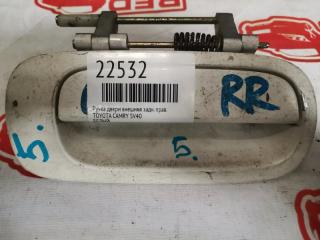 22532
Ручка двери внешняя задн. прав.
TOYOTA CAMRY SV40
RR
5.
5.